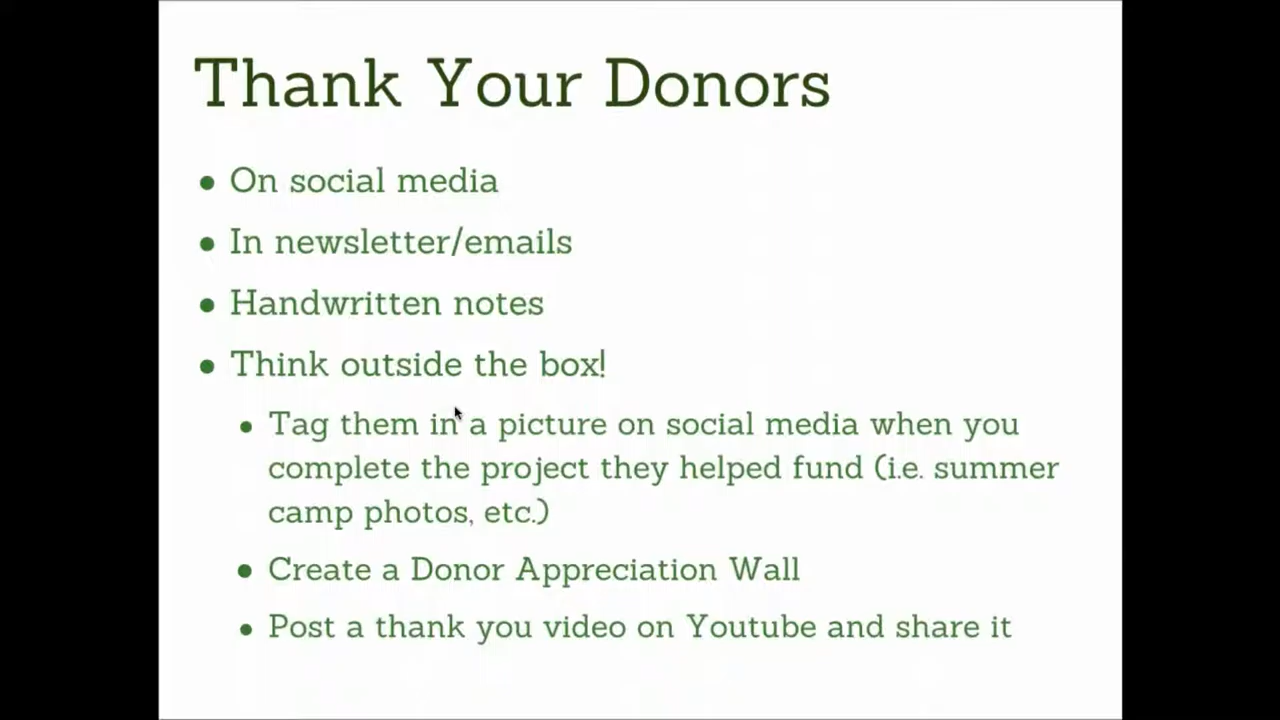 Thank Your Donors
• On social media
• In newsletter/emails
• Handwritten notes
• Think outside the box!
• Tag them in a picture on social media when you
complete the project they helped fund (i.e. summer
camp photos, etc.)
• Create a Donor Appreciation Wall
• Post a thank you video on Youtube and share it